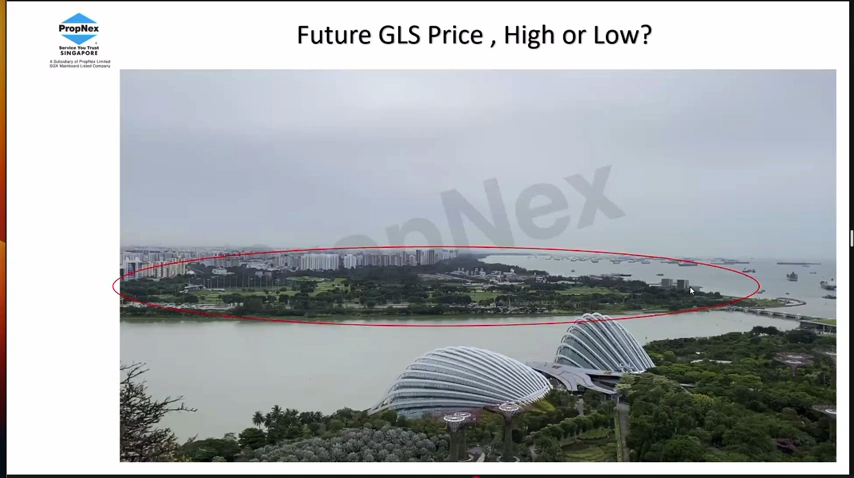 PropNex
Service You Trust
SINGAPORE
A Subsidiary of PropNex Limited
SGX Mainboard Listed Company
Future GLS Price , High or Low?
PropNex